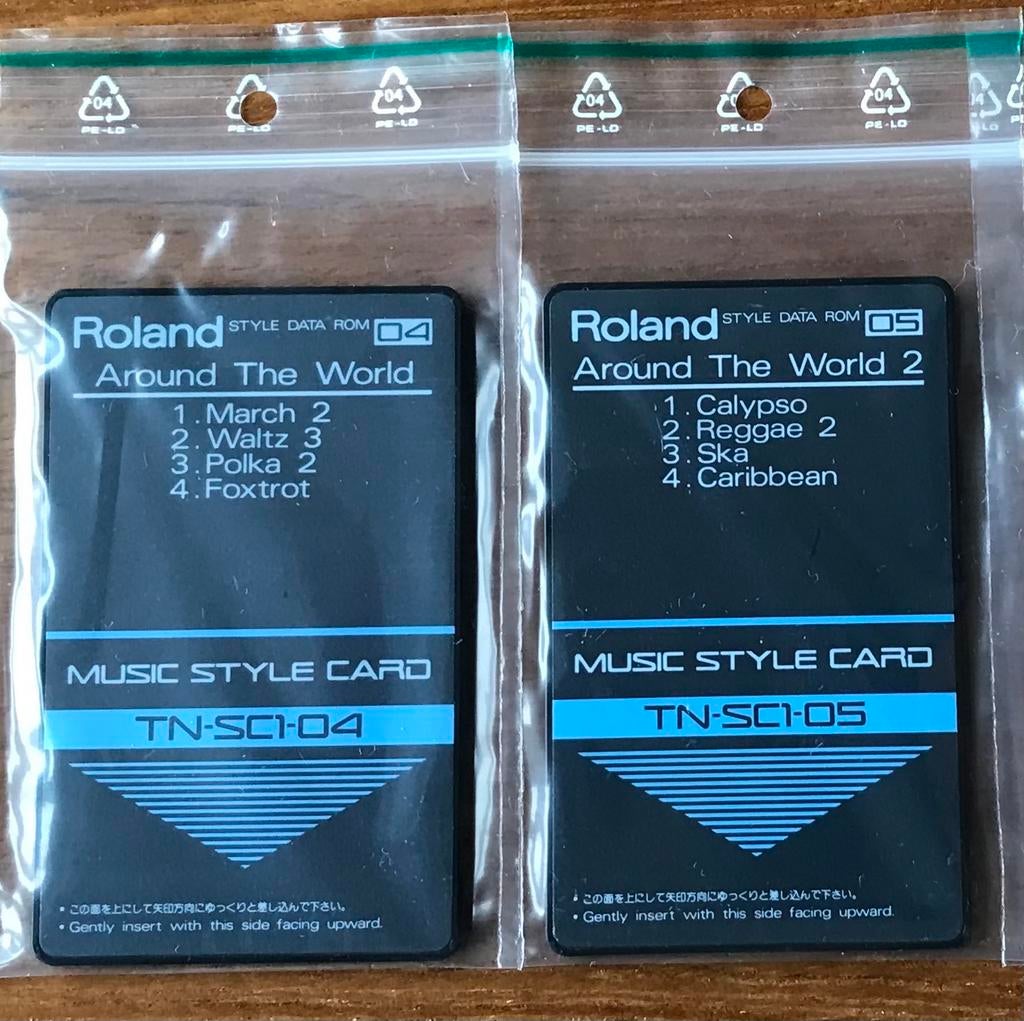 04 04 04 04 04
PE-LD PE-LD PE-LD PE-LD PE-LD PE-LD
Roland STYLE DATA ROM 04
Around The World
1. March 2
2. Waltz 3
3. Polka 2
4. Foxtrot
MUSIC STYLE CARD
TN-SC1-04
• この面を上にして矢印方向にゆっくりと差し込んで下さい。
• Gently insert with this side facing upward.
Roland STYLE DATA ROM 05
Around The World 2
1. Calypso
2. Reggae 2
3. Ska
4. Caribbean
MUSIC STYLE CARD
TN-SC1-05
• この面を上にして矢印方向にゆっくりと差し込んで下さい。
• Gently insert with this side facing upward.